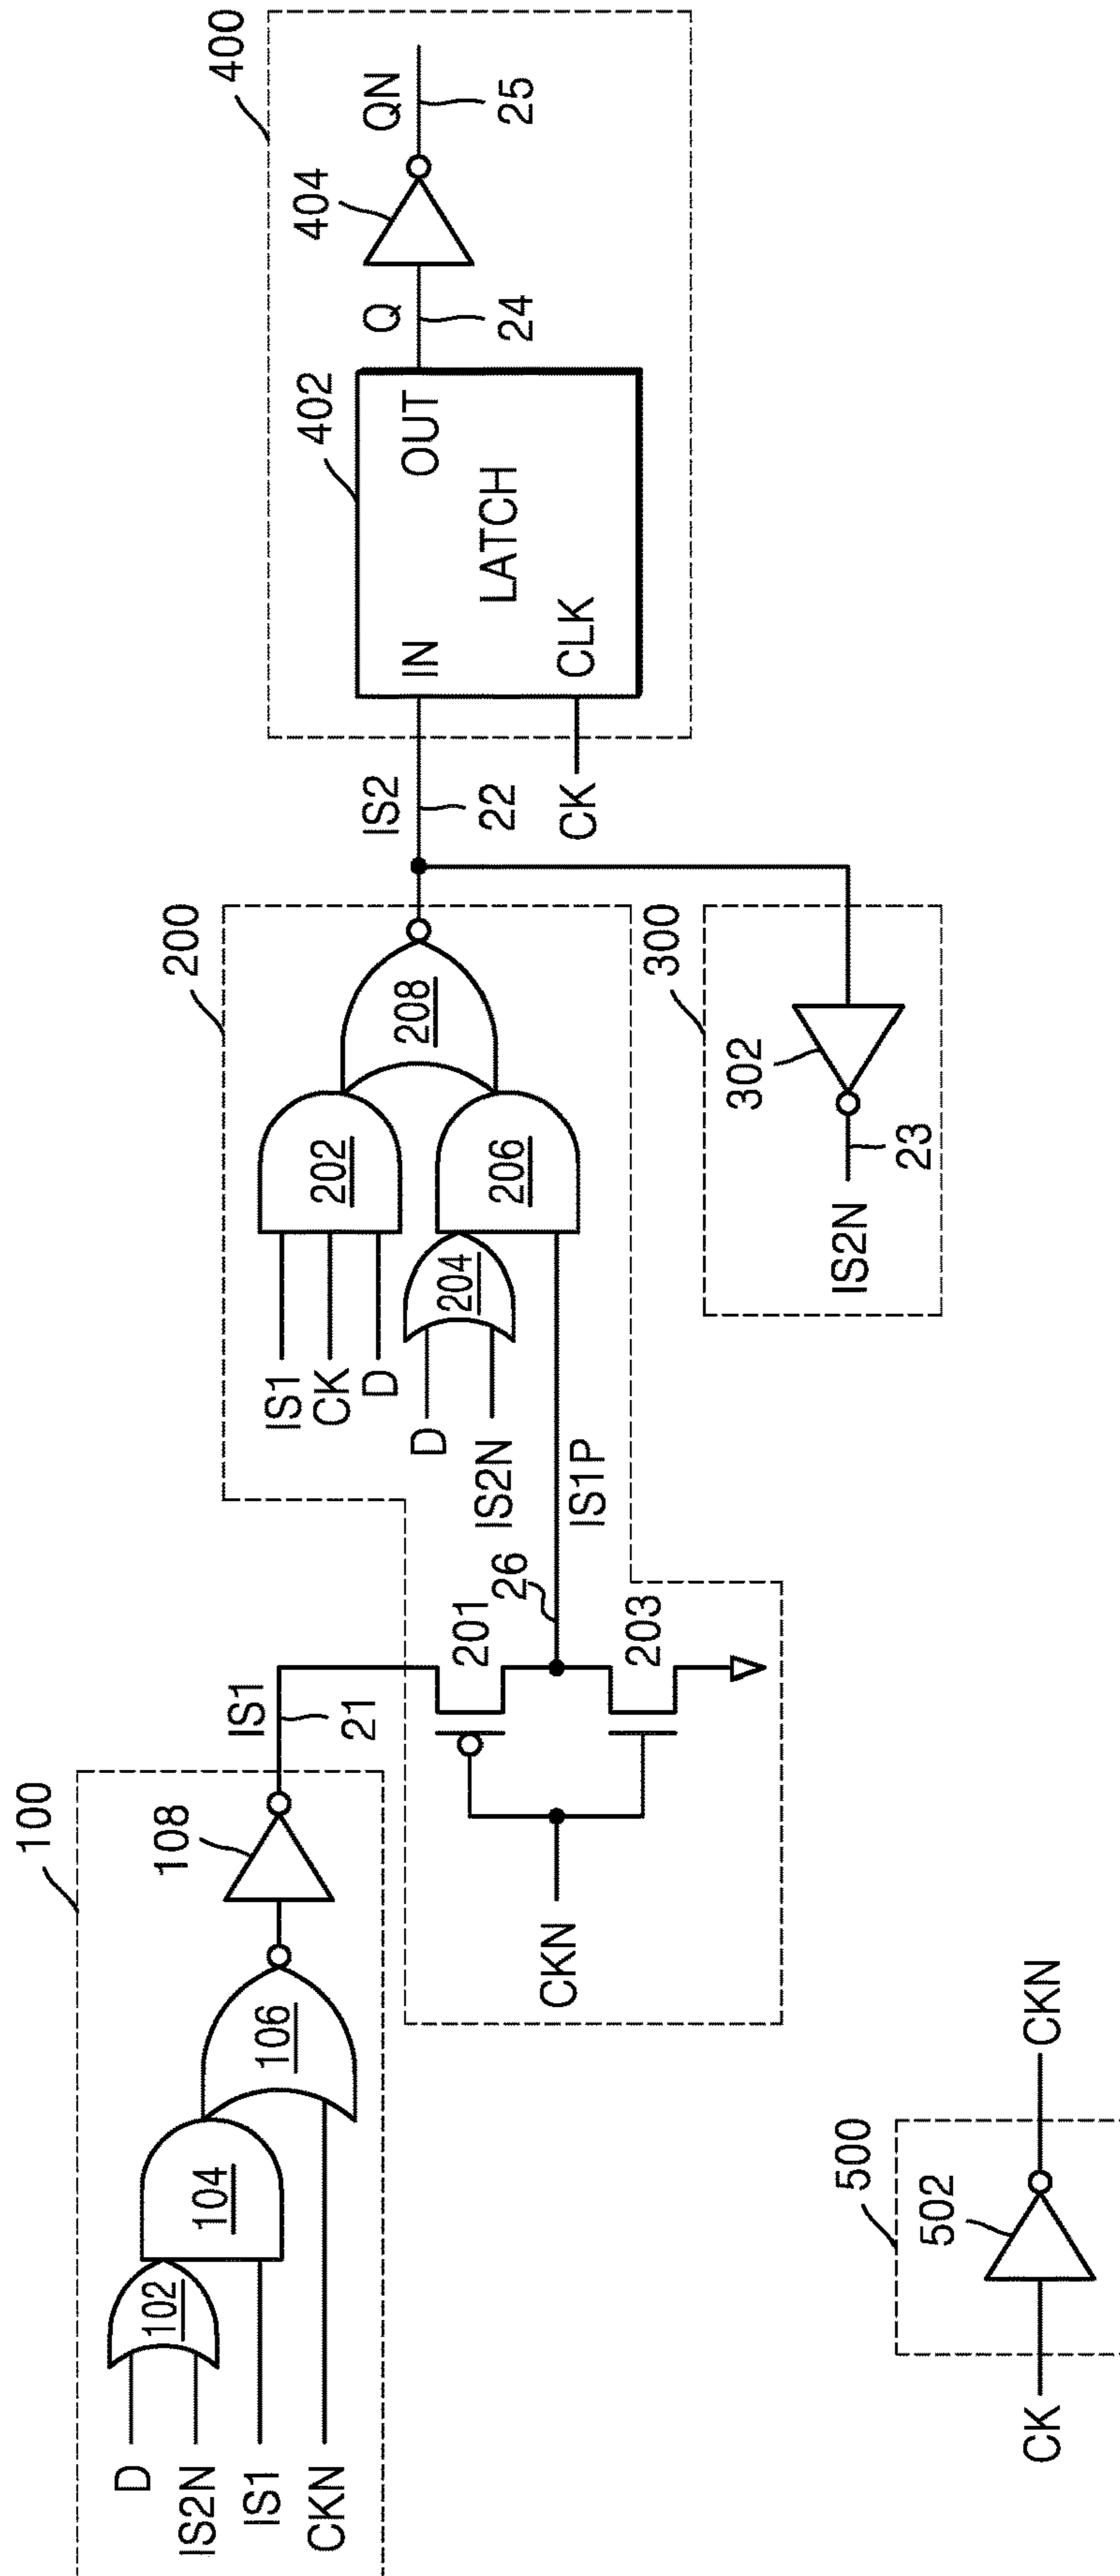 100
D
IS2N
IS1
CKN
102
104
106
108
IS1
21
CKN
201
203
26
IS1P
200
IS1
CK
D
D
IS2N
202
204
206
208
IS2
22
CK
300
302
23
IS2N
400
402
IN
OUT
LATCH
CLK
Q
24
404
QN
25
500
CK
502
CKN